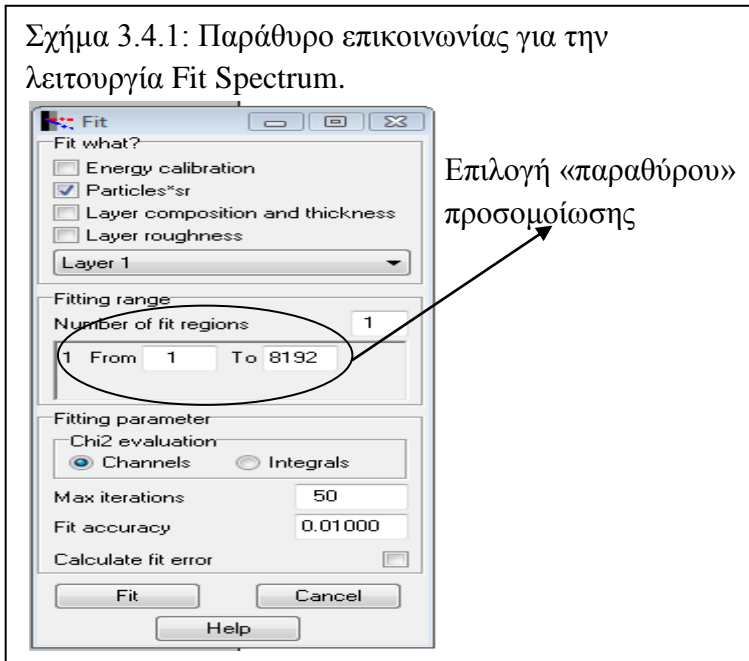 Σχήμα 3.4.1: Παράθυρο επικοινωνίας για την
λειτουργία Fit Spectrum.
Fit
Fit what?
Energy calibration
Particles*sr
Layer composition and thickness
Layer roughness
Layer 1
Επιλογή «παραθύρου»
προσομοίωσης
Fitting range
Number of fit regions 1
1 From 1 To 8192
Fitting parameter
Chi2 evaluation
Channels Integrals
Max iterations 50
Fit accuracy 0.01000
Calculate fit error
Fit Cancel
Help